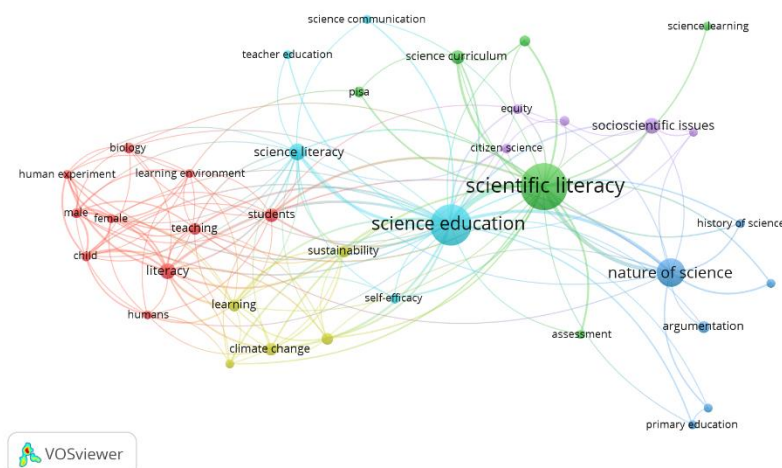 science communication
science learning
teacher education
science curriculum
pisa
equity
socioscientific issues
biology
science literacy
citizen science
human experiment
learning environment
scientific literacy
male
female
students
science education
history of science
teaching
child
sustainability
literacy
nature of science
self-efficacy
learning
humans
argumentation
assessment
climate change
primary education
VOSviewer